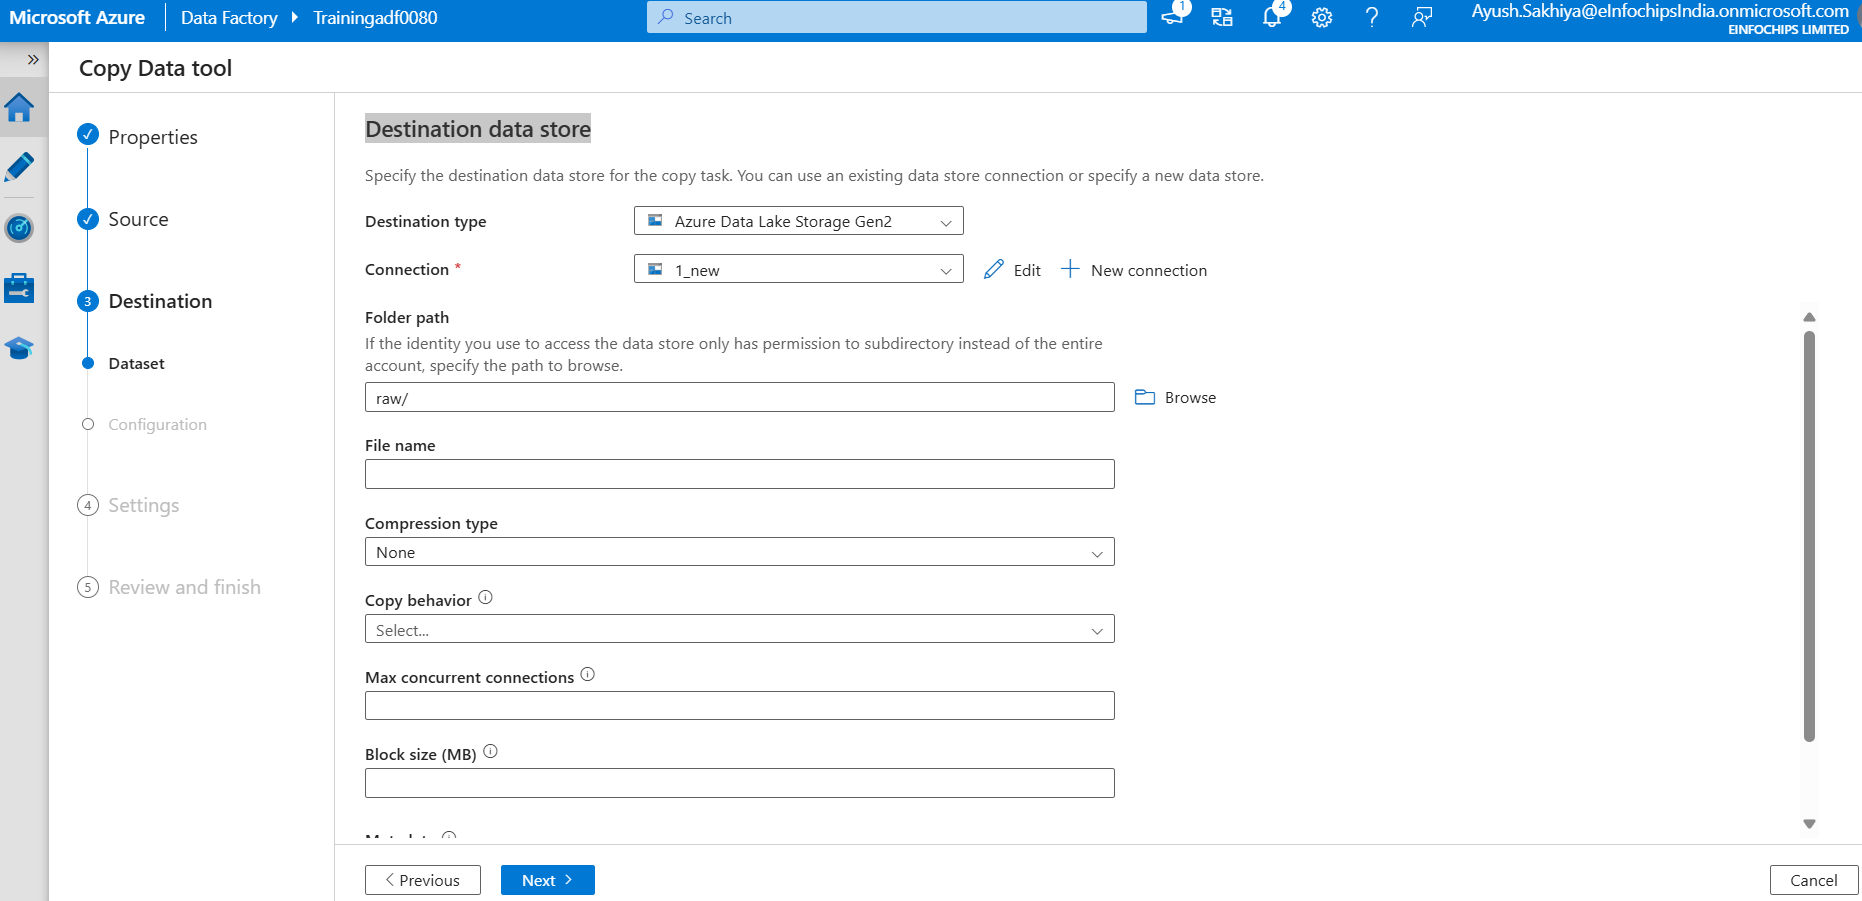 Microsoft Azure Data Factory Trainingadf0080 Search 1 4 Ayush.Sakhiya@eInfochipsIndia.onmicrosoft.com
EINFOCHIPS LIMITED
Copy Data tool
Properties
Source
3 Destination
Dataset
Configuration
4 Settings
5 Review and finish
Destination data store
Specify the destination data store for the copy task. You can use an existing data store connection or specify a new data store.
Destination type Azure Data Lake Storage Gen2
Connection * 1_new Edit New connection
Folder path
If the identity you use to access the data store only has permission to subdirectory instead of the entire
account, specify the path to browse.
raw/ Browse
File name
Compression type
None
Copy behavior
Select...
Max concurrent connections
Block size (MB)
Previous Next Cancel